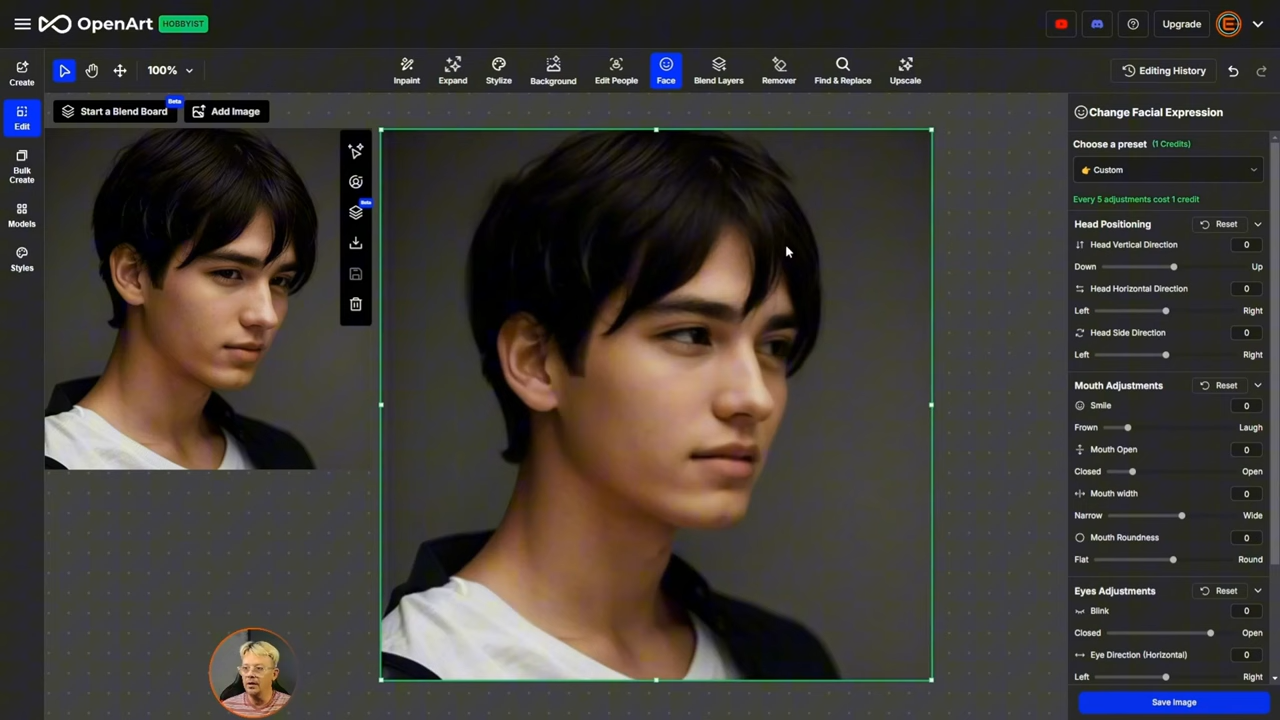 OpenArt HOBBYIST
Upgrade
Create
Edit
Bulk Create
Models
Styles
100%
Inpaint
Expand
Stylize
Background
Edit People
Face
Blend Layers
Remover
Find & Replace
Upscale
Editing History
Start a Blend Board
Beta
Add Image
Beta
Change Facial Expression
Choose a preset (1 Credits)
👉 Custom
Every 5 adjustments cost 1 credit
Head Positioning Reset
Head Vertical Direction 0
Down Up
Head Horizontal Direction 0
Left Right
Head Side Direction 0
Left Right
Mouth Adjustments Reset
Smile 0
Frown Laugh
Mouth Open 0
Closed Open
Mouth width 0
Narrow Wide
Mouth Roundness 0
Flat Round
Eyes Adjustments Reset
Blink 0
Closed Open
Eye Direction (Horizontal) 0
Left Right
Save Image